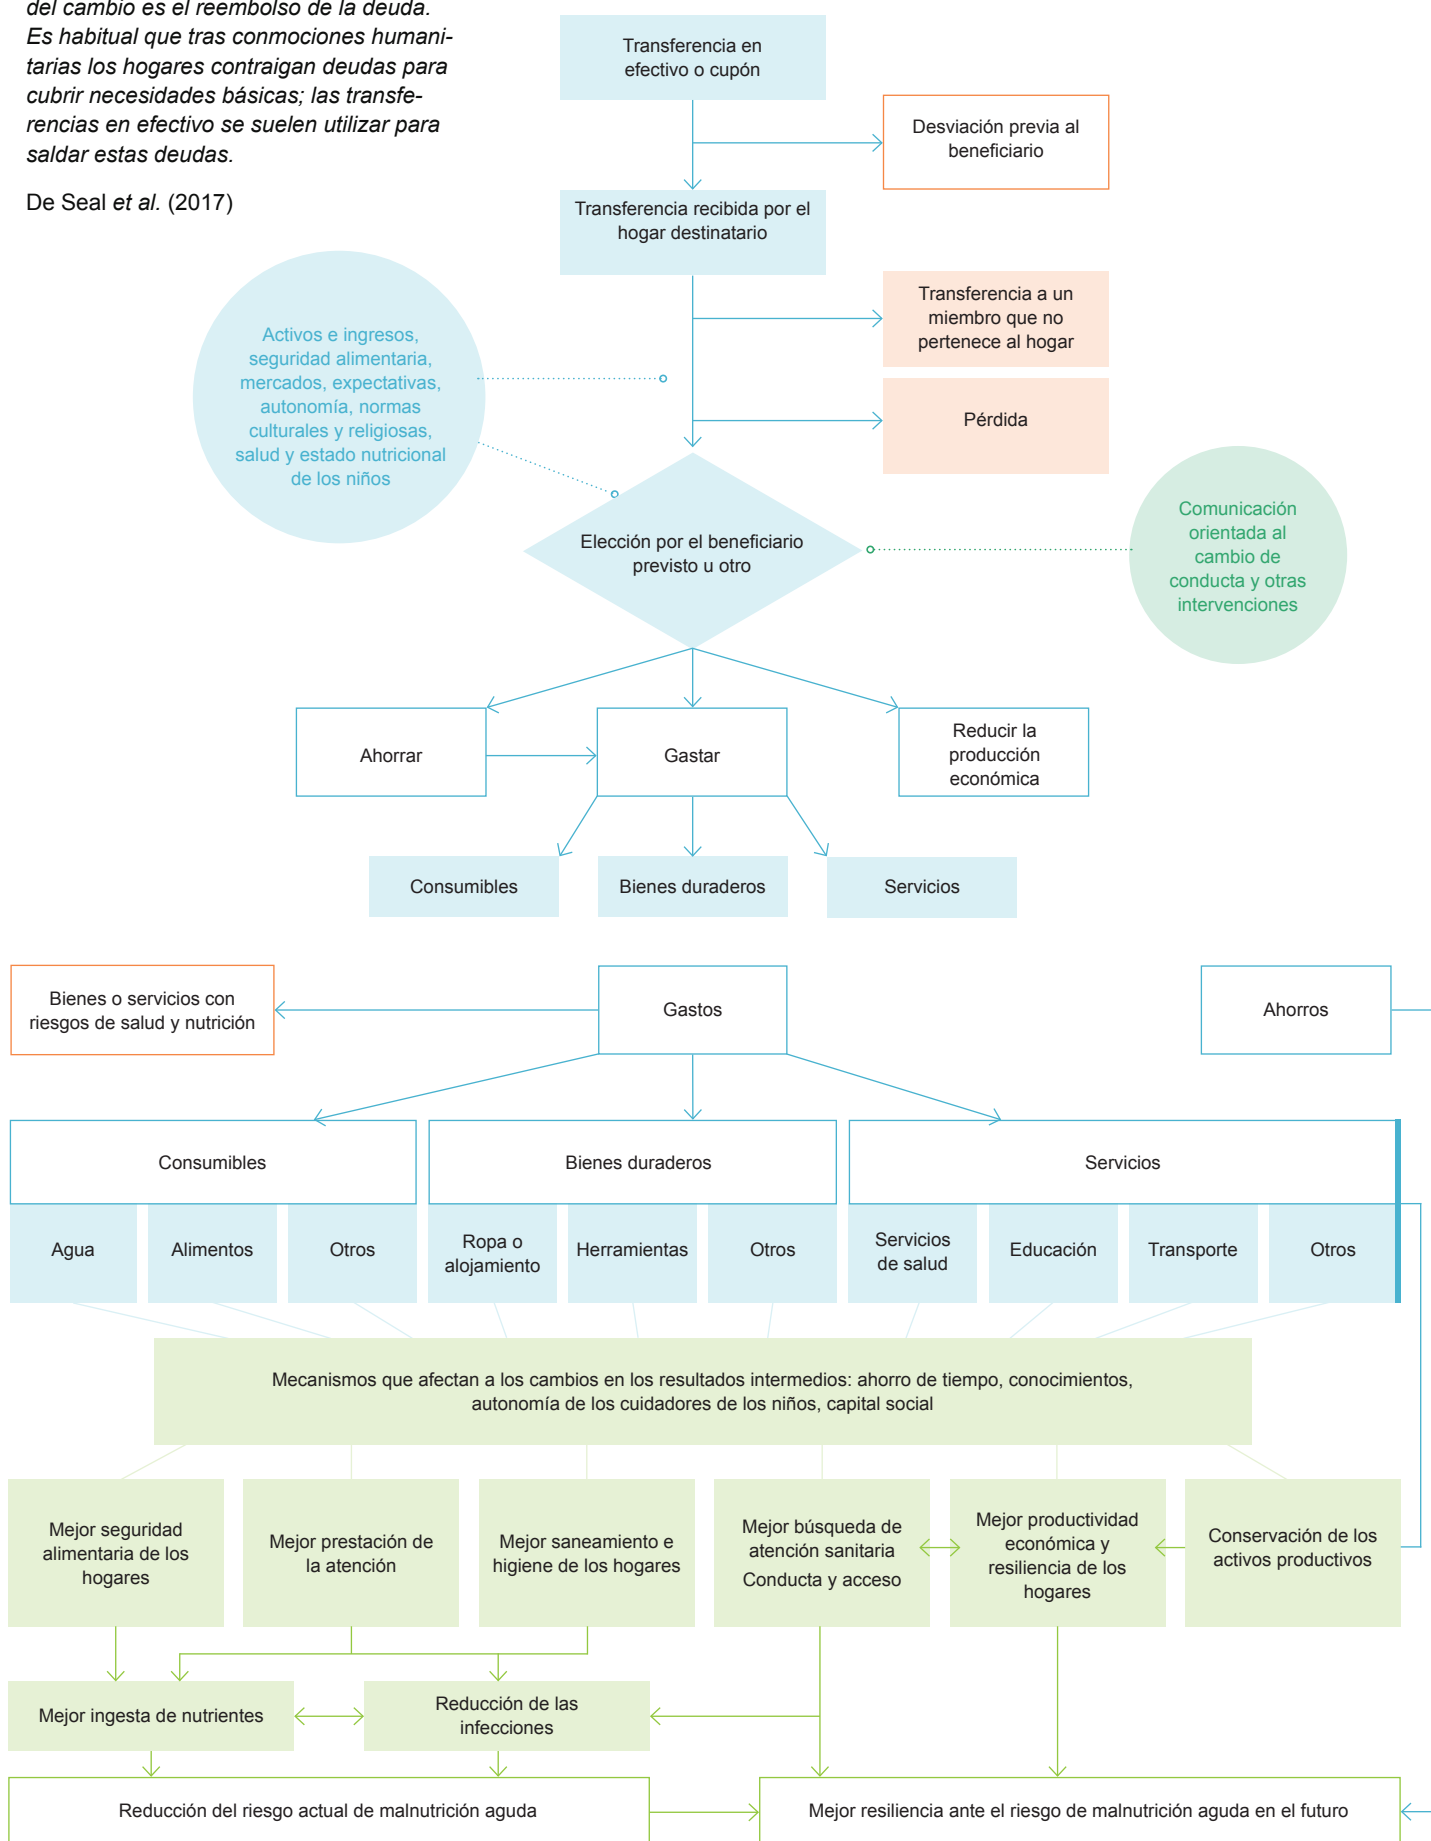 del cambio es el reembolso de la deuda.
Es habitual que tras conmociones humani-
tarias los hogares contraigan deudas para
cubrir necesidades básicas; las transfe-
rencias en efectivo se suelen utilizar para
saldar estas deudas.
De Seal et al. (2017)
Transferencia en
efectivo o cupón
Desviación previa al
beneficiario
Transferencia recibida por el
hogar destinatario
Transferencia a un
miembro que no
pertenece al hogar
Pérdida
Activos e ingresos,
seguridad alimentaria,
mercados, expectativas,
autonomía, normas
culturales y religiosas,
salud y estado nutricional
de los niños
Elección por el beneficiario
previsto u otro
Comunicación
orientada al
cambio de
conducta y otras
intervenciones
Ahorrar
Gastar
Reducir la
producción
económica
Consumibles
Bienes duraderos
Servicios
Bienes o servicios con
riesgos de salud y nutrición
Gastos
Ahorros
Consumibles
Bienes duraderos
Servicios
Agua
Alimentos
Otros
Ropa o
alojamiento
Herramientas
Otros
Servicios
de salud
Educación
Transporte
Otros
Mecanismos que afectan a los cambios en los resultados intermedios: ahorro de tiempo, conocimientos,
autonomía de los cuidadores de los niños, capital social
Mejor seguridad
alimentaria de los
hogares
Mejor prestación de
la atención
Mejor saneamiento e
higiene de los hogares
Mejor búsqueda de
atención sanitaria
Conducta y acceso
Mejor productividad
económica y
resiliencia de los
hogares
Conservación de los
activos productivos
Mejor ingesta de nutrientes
Reducción de las
infecciones
Reducción del riesgo actual de malnutrición aguda
Mejor resiliencia ante el riesgo de malnutrición aguda en el futuro